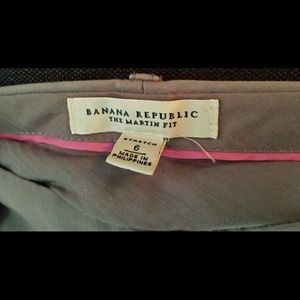 BANANA REPUBLIC
THE MARTIN FIT
STRETCH
6
MADE IN
PHILIPPINES